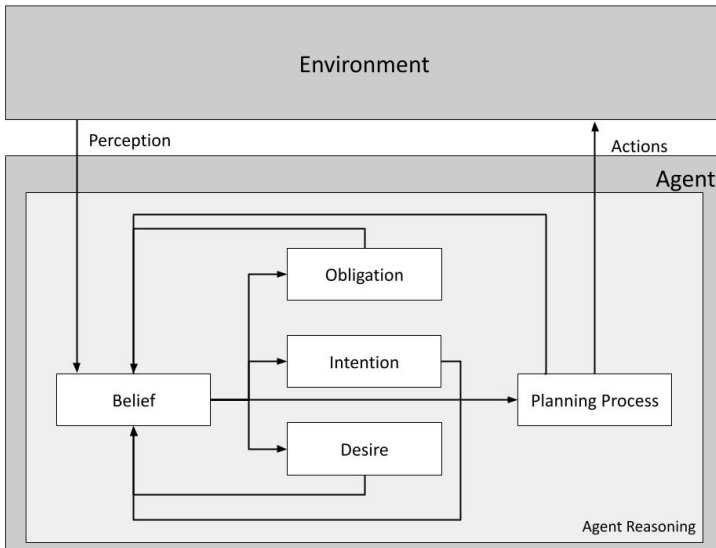 Environment
Perception
Actions
Agent
Obligation
Intention
Belief
Planning Process
Desire
Agent Reasoning